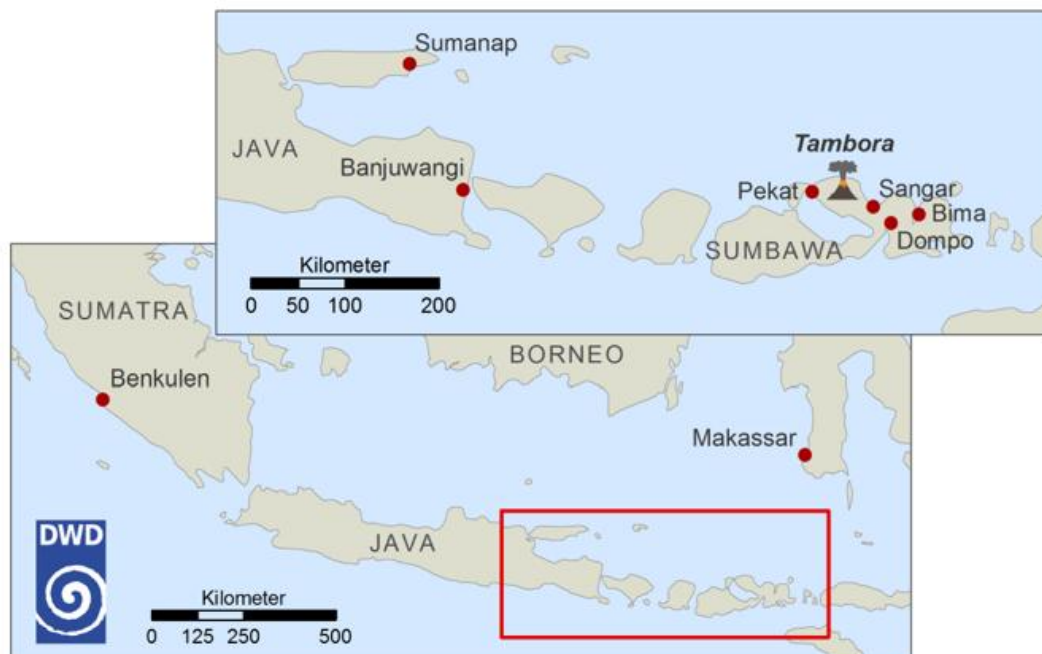 Sumanap
JAVA
Banjuwangi
Tambora
Pekat
Sangar
Bima
Dompo
SUMBAWA
Kilometer
0 50 100 200
SUMATRA
Benkulen
BORNEO
Makassar
JAVA
DWD
Kilometer
0 125 250 500